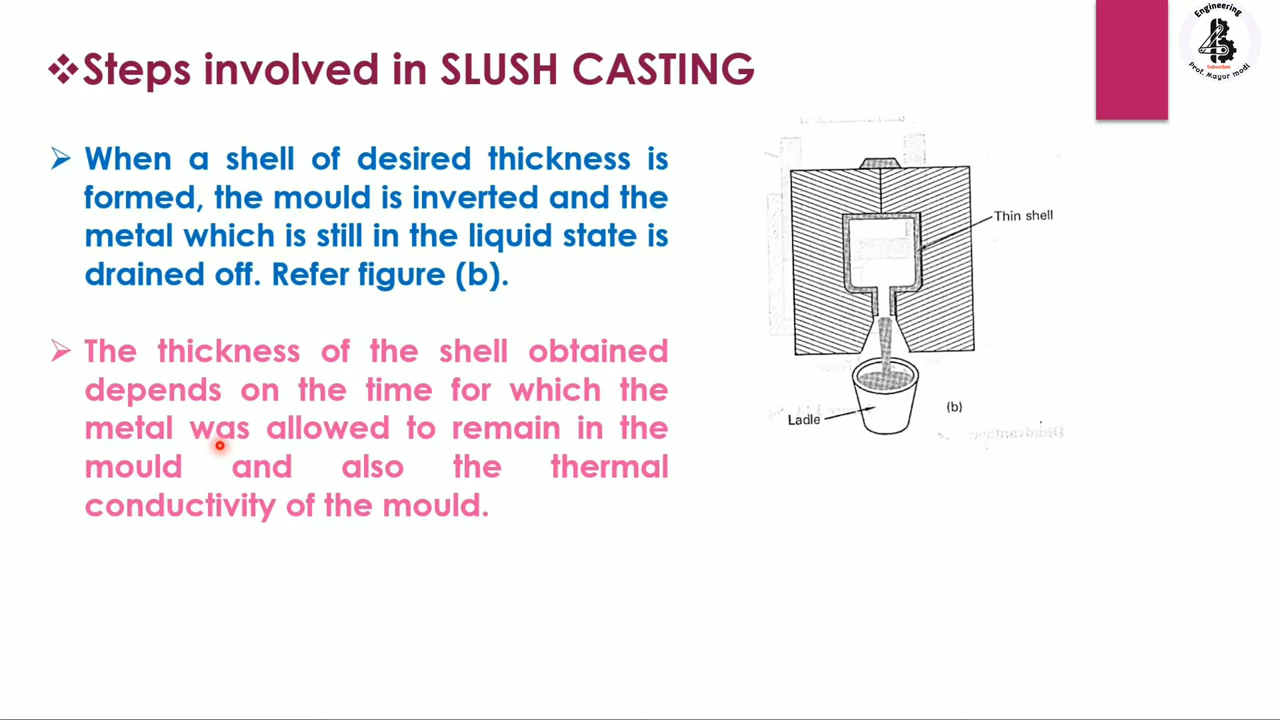 Steps involved in SLUSH CASTING
When a shell of desired thickness is
formed, the mould is inverted and the
metal which is still in the liquid state is
drained off. Refer figure (b).
The thickness of the shell obtained
depends on the time for which the
metal was allowed to remain in the
mould and also the thermal
conductivity of the mould.
Thin shell
Ladle
(b)
Engineering
Subscribe
Prof. Mayur modi